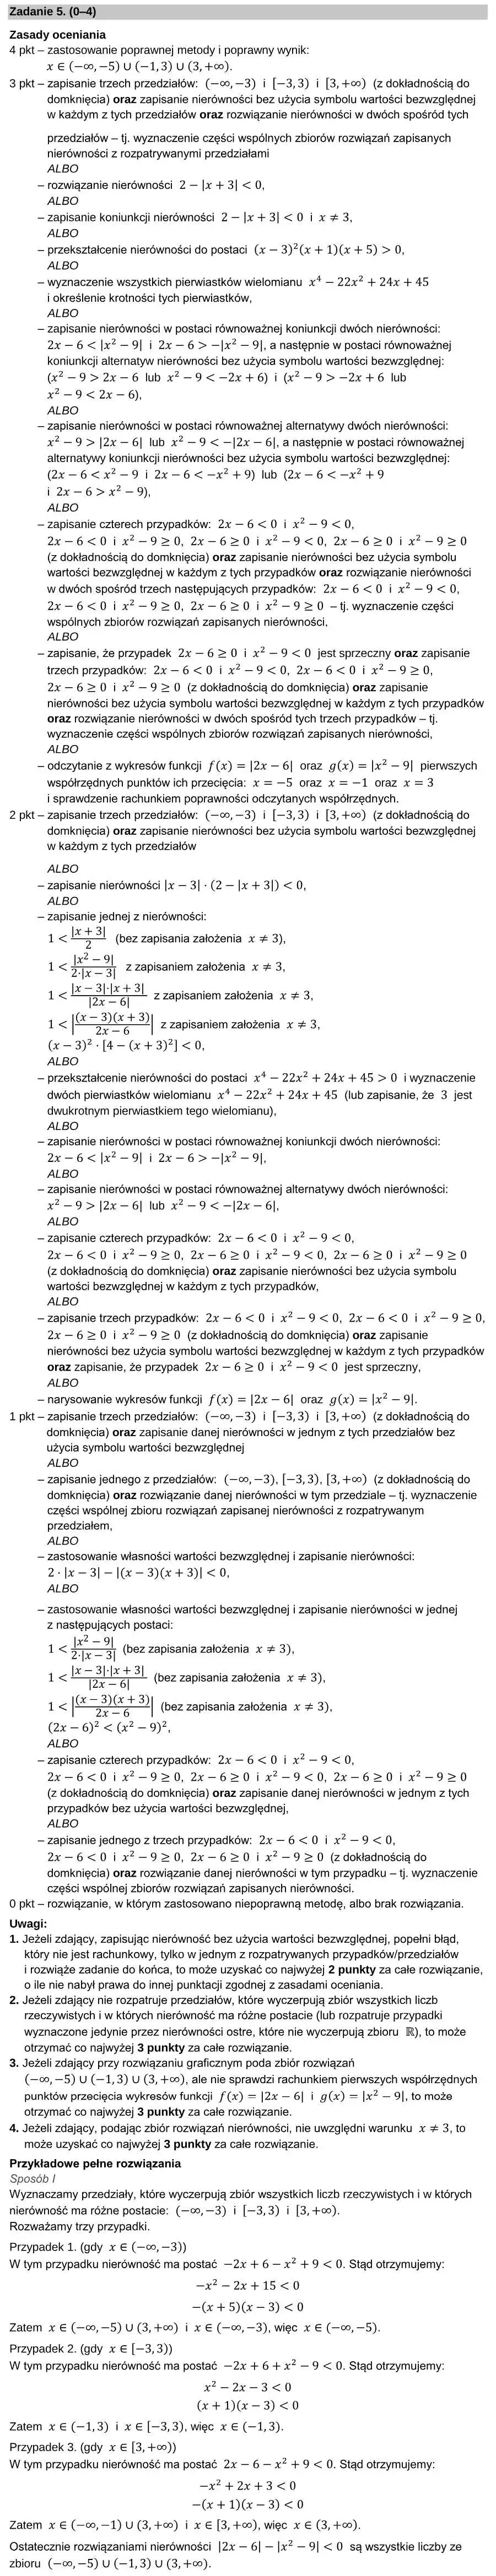 Zadanie 5. (0–4)
Zasady oceniania
4 pkt – zastosowanie poprawnej metody i poprawny wynik:
x ∈ (−∞, −5) ∪ (−1, 3) ∪ (3, +∞).
3 pkt – zapisanie trzech przedziałów: (−∞, −3) i [−3, 3) i [3, +∞) (z dokładnością do
domknięcia) oraz zapisanie nierówności bez użycia symbolu wartości bezwzględnej
w każdym z tych przedziałów oraz rozwiązanie nierówności w dwóch spośród tych
przedziałów – tj. wyznaczenie części wspólnych zbiorów rozwiązań zapisanych
nierówności z rozpatrywanymi przedziałami
ALBO
– rozwiązanie nierówności 2 − |x + 3| < 0,
ALBO
– zapisanie koniunkcji nierówności 2 − |x + 3| < 0 i x ≠ 3,
ALBO
– przekształcenie nierówności do postaci (x − 3)²(x + 1)(x + 5) > 0,
ALBO
– wyznaczenie wszystkich pierwiastków wielomianu x⁴ − 22x² + 24x + 45
i określenie krotności tych pierwiastków,
ALBO
– zapisanie nierówności w postaci równoważnej koniunkcji dwóch nierówności:
2x − 6 < |x² − 9| i 2x − 6 > −|x² − 9|, a następnie w postaci równoważnej
koniunkcji alternatyw nierówności bez użycia symbolu wartości bezwzględnej:
(x² − 9 > 2x − 6 lub x² − 9 < −2x + 6) i (x² − 9 > −2x + 6 lub
x² − 9 < 2x − 6),
ALBO
– zapisanie nierówności w postaci równoważnej alternatywy dwóch nierówności:
x² − 9 > |2x − 6| lub x² − 9 < −|2x − 6|, a następnie w postaci równoważnej
alternatywy koniunkcji nierówności bez użycia symbolu wartości bezwzględnej:
(2x − 6 < x² − 9 i 2x − 6 < −x² + 9) lub (2x − 6 < −x² + 9
i 2x − 6 > x² − 9),
ALBO
– zapisanie czterech przypadków: 2x − 6 < 0 i x² − 9 < 0,
2x − 6 < 0 i x² − 9 ≥ 0, 2x − 6 ≥ 0 i x² − 9 < 0, 2x − 6 ≥ 0 i x² − 9 ≥ 0
(z dokładnością do domknięcia) oraz zapisanie nierówności bez użycia symbolu
wartości bezwzględnej w każdym z tych przypadków oraz rozwiązanie nierówności
w dwóch spośród trzech następujących przypadków: 2x − 6 < 0 i x² − 9 < 0,
2x − 6 < 0 i x² − 9 ≥ 0, 2x − 6 ≥ 0 i x² − 9 ≥ 0 – tj. wyznaczenie części
wspólnych zbiorów rozwiązań zapisanych nierówności,
ALBO
– zapisanie, że przypadek 2x − 6 ≥ 0 i x² − 9 < 0 jest sprzeczny oraz zapisanie
trzech przypadków: 2x − 6 < 0 i x² − 9 < 0, 2x − 6 < 0 i x² − 9 ≥ 0,
2x − 6 ≥ 0 i x² − 9 ≥ 0 (z dokładnością do domknięcia) oraz zapisanie
nierówności bez użycia symbolu wartości bezwzględnej w każdym z tych przypadków
oraz rozwiązanie nierówności w dwóch spośród tych trzech przypadków – tj.
wyznaczenie części wspólnych zbiorów rozwiązań zapisanych nierówności,
ALBO
– odczytanie z wykresów funkcji f(x) = |2x − 6| oraz g(x) = |x² − 9| pierwszych
współrzędnych punktów ich przecięcia: x = −5 oraz x = −1 oraz x = 3
i sprawdzenie rachunkiem poprawności odczytanych współrzędnych.
2 pkt – zapisanie trzech przedziałów: (−∞, −3) i [−3, 3) i [3, +∞) (z dokładnością do
domknięcia) oraz zapisanie nierówności bez użycia symbolu wartości bezwzględnej
w każdym z tych przedziałów
ALBO
– zapisanie nierówności |x − 3| · (2 − |x + 3|) < 0,
ALBO
– zapisanie jednej z nierówności:
1 < |x + 3|/2 (bez zapisania założenia x ≠ 3),
1 < |x² − 9|/(2·|x − 3|) z zapisaniem założenia x ≠ 3,
1 < |x − 3|·|x + 3|/|2x − 6| z zapisaniem założenia x ≠ 3,
1 < |(x − 3)(x + 3)/(2x − 6)| z zapisaniem założenia x ≠ 3,
(x − 3)² · [4 − (x + 3)²] < 0,
ALBO
– przekształcenie nierówności do postaci x⁴ − 22x² + 24x + 45 > 0 i wyznaczenie
dwóch pierwiastków wielomianu x⁴ − 22x² + 24x + 45 (lub zapisanie, że 3 jest
dwukrotnym pierwiastkiem tego wielomianu),
ALBO
– zapisanie nierówności w postaci równoważnej koniunkcji dwóch nierówności:
2x − 6 < |x² − 9| i 2x − 6 > −|x² − 9|,
ALBO
– zapisanie nierówności w postaci równoważnej alternatywy dwóch nierówności:
x² − 9 > |2x − 6| lub x² − 9 < −|2x − 6|,
ALBO
– zapisanie czterech przypadków: 2x − 6 < 0 i x² − 9 < 0,
2x − 6 < 0 i x² − 9 ≥ 0, 2x − 6 ≥ 0 i x² − 9 < 0, 2x − 6 ≥ 0 i x² − 9 ≥ 0
(z dokładnością do domknięcia) oraz zapisanie nierówności bez użycia symbolu
wartości bezwzględnej w każdym z tych przypadków,
ALBO
– zapisanie trzech przypadków: 2x − 6 < 0 i x² − 9 < 0, 2x − 6 < 0 i x² − 9 ≥ 0,
2x − 6 ≥ 0 i x² − 9 ≥ 0 (z dokładnością do domknięcia) oraz zapisanie
nierówności bez użycia symbolu wartości bezwzględnej w każdym z tych przypadków
oraz zapisanie, że przypadek 2x − 6 ≥ 0 i x² − 9 < 0 jest sprzeczny,
ALBO
– narysowanie wykresów funkcji f(x) = |2x − 6| oraz g(x) = |x² − 9|.
1 pkt – zapisanie trzech przedziałów: (−∞, −3) i [−3, 3) i [3, +∞) (z dokładnością do
domknięcia) oraz zapisanie danej nierówności w jednym z tych przedziałów bez
użycia symbolu wartości bezwzględnej
ALBO
– zapisanie jednego z przedziałów: (−∞, −3), [−3, 3), [3, +∞) (z dokładnością do
domknięcia) oraz rozwiązanie danej nierówności w tym przedziale – tj. wyznaczenie
części wspólnej zbioru rozwiązań zapisanej nierówności z rozpatrywanym
przedziałem,
ALBO
– zastosowanie własności wartości bezwzględnej i zapisanie nierówności:
2 · |x − 3| − |(x − 3)(x + 3)| < 0,
ALBO
– zastosowanie własności wartości bezwzględnej i zapisanie nierówności w jednej
z następujących postaci:
1 < |x² − 9|/(2·|x − 3|) (bez zapisania założenia x ≠ 3),
1 < |x − 3|·|x + 3|/|2x − 6| (bez zapisania założenia x ≠ 3),
1 < |(x − 3)(x + 3)/(2x − 6)| (bez zapisania założenia x ≠ 3),
(2x − 6)² < (x² − 9)²,
ALBO
– zapisanie czterech przypadków: 2x − 6 < 0 i x² − 9 < 0,
2x − 6 < 0 i x² − 9 ≥ 0, 2x − 6 ≥ 0 i x² − 9 < 0, 2x − 6 ≥ 0 i x² − 9 ≥ 0
(z dokładnością do domknięcia) oraz zapisanie danej nierówności w jednym z tych
przypadków bez użycia wartości bezwzględnej,
ALBO
– zapisanie jednego z trzech przypadków: 2x − 6 < 0 i x² − 9 < 0,
2x − 6 < 0 i x² − 9 ≥ 0, 2x − 6 ≥ 0 i x² − 9 ≥ 0 (z dokładnością do
domknięcia) oraz rozwiązanie danej nierówności w tym przypadku – tj. wyznaczenie
części wspólnej zbiorów rozwiązań zapisanych nierówności.
0 pkt – rozwiązanie, w którym zastosowano niepoprawną metodę, albo brak rozwiązania.
Uwagi:
1. Jeżeli zdający, zapisując nierówność bez użycia wartości bezwzględnej, popełni błąd,
który nie jest rachunkowy, tylko w jednym z rozpatrywanych przypadków/przedziałów
i rozwiąże zadanie do końca, to może uzyskać co najwyżej 2 punkty za całe rozwiązanie,
o ile nie nabył prawa do innej punktacji zgodnej z zasadami oceniania.
2. Jeżeli zdający nie rozpatruje przedziałów, które wyczerpują zbiór wszystkich liczb
rzeczywistych i w których nierówność ma różne postacie (lub rozpatruje przypadki
wyznaczone jedynie przez nierówności ostre, które nie wyczerpują zbioru ℝ), to może
otrzymać co najwyżej 3 punkty za całe rozwiązanie.
3. Jeżeli zdający przy rozwiązaniu graficznym poda zbiór rozwiązań
(−∞, −5) ∪ (−1, 3) ∪ (3, +∞), ale nie sprawdzi rachunkiem pierwszych współrzędnych
punktów przecięcia wykresów funkcji f(x) = |2x − 6| i g(x) = |x² − 9|, to może
otrzymać co najwyżej 3 punkty za całe rozwiązanie.
4. Jeżeli zdający, podając zbiór rozwiązań nierówności, nie uwzględni warunku x ≠ 3, to
może uzyskać co najwyżej 3 punkty za całe rozwiązanie.
Przykładowe pełne rozwiązania
Sposób I
Wyznaczamy przedziały, które wyczerpują zbiór wszystkich liczb rzeczywistych i w których
nierówność ma różne postacie: (−∞, −3) i [−3, 3) i [3, +∞).
Rozważamy trzy przypadki.
Przypadek 1. (gdy x ∈ (−∞, −3))
W tym przypadku nierówność ma postać −2x + 6 − x² + 9 < 0. Stąd otrzymujemy:
−x² − 2x + 15 < 0
−(x + 5)(x − 3) < 0
Zatem x ∈ (−∞, −5) ∪ (3, +∞) i x ∈ (−∞, −3), więc x ∈ (−∞, −5).
Przypadek 2. (gdy x ∈ [−3, 3))
W tym przypadku nierówność ma postać −2x + 6 + x² − 9 < 0. Stąd otrzymujemy:
x² − 2x − 3 < 0
(x + 1)(x − 3) < 0
Zatem x ∈ (−1, 3) i x ∈ [−3, 3), więc x ∈ (−1, 3).
Przypadek 3. (gdy x ∈ [3, +∞))
W tym przypadku nierówność ma postać 2x − 6 − x² + 9 < 0. Stąd otrzymujemy:
−x² + 2x + 3 < 0
−(x + 1)(x − 3) < 0
Zatem x ∈ (−∞, −1) ∪ (3, +∞) i x ∈ [3, +∞), więc x ∈ (3, +∞).
Ostatecznie rozwiązaniami nierówności |2x − 6| − |x² − 9| < 0 są wszystkie liczby ze
zbioru (−∞, −5) ∪ (−1, 3) ∪ (3, +∞).